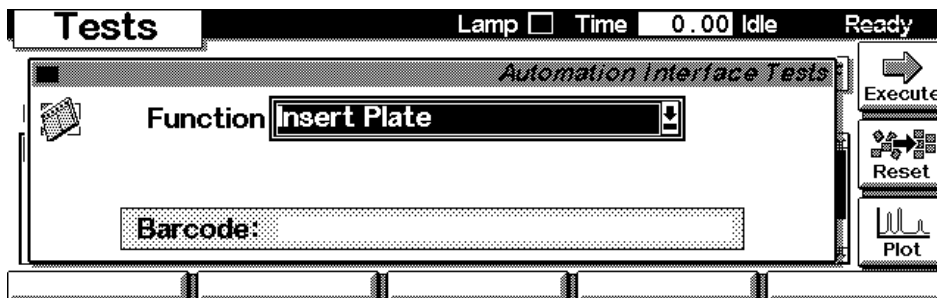 Tests Lamp Time 0.00 Idle Ready
Automation Interface Tests
Execute
Function Insert Plate
Reset
Barcode:
Plot